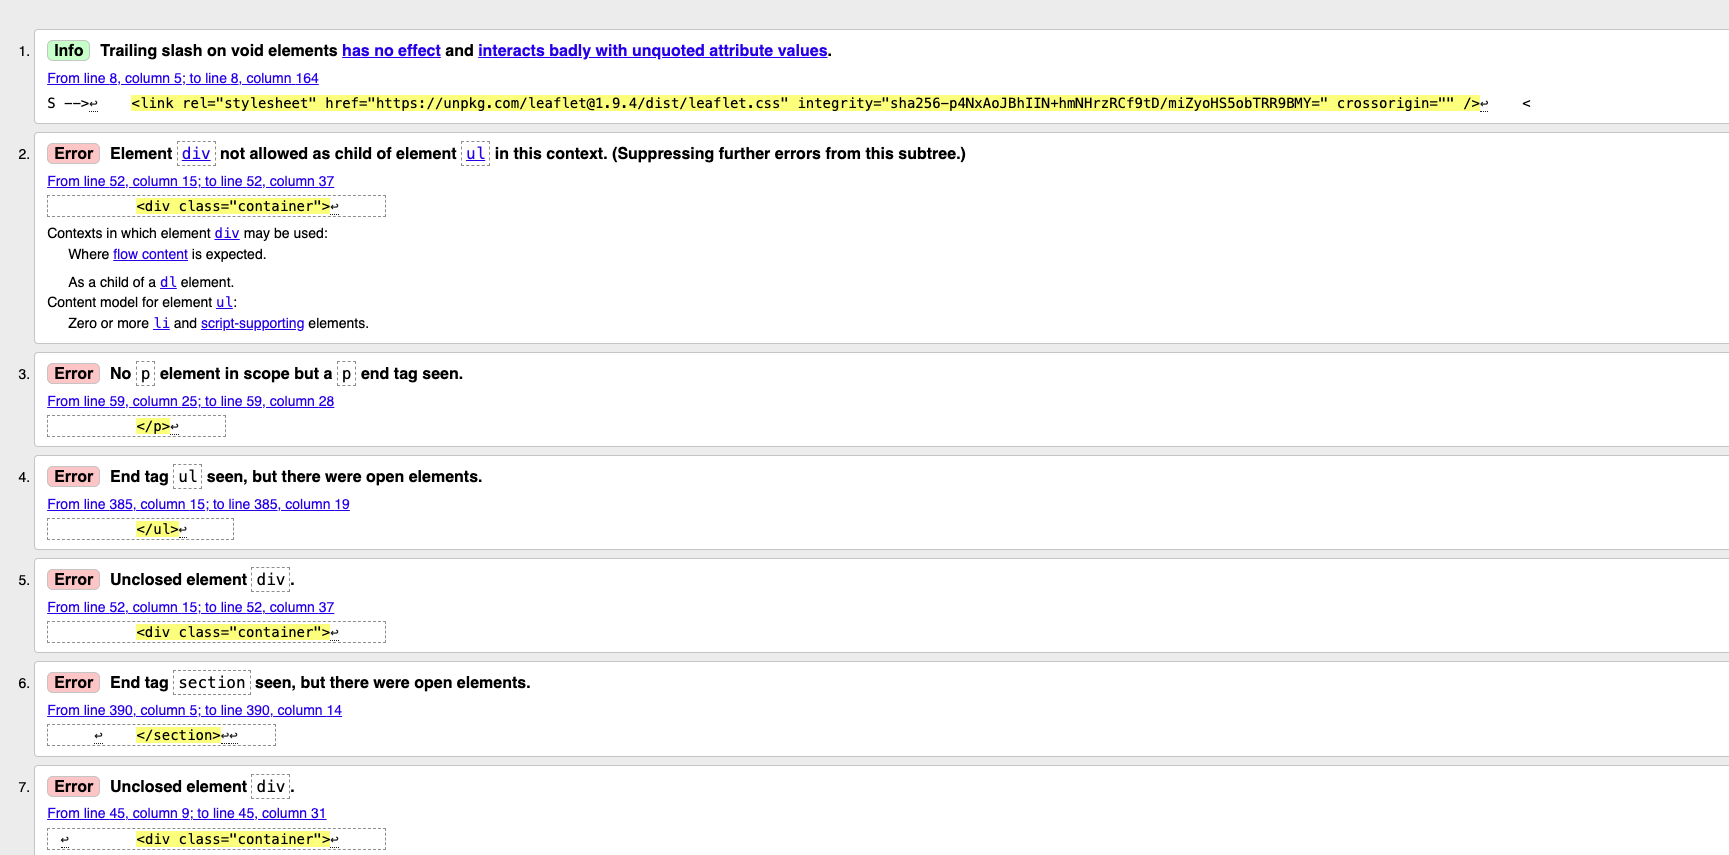 1. Info Trailing slash on void elements has no effect and interacts badly with unquoted attribute values.
From line 8, column 5; to line 8, column 164
S -->↩    <link rel="stylesheet" href="https://unpkg.com/leaflet@1.9.4/dist/leaflet.css" integrity="sha256-p4NxAoJBhIIN+hmNHrzRCf9tD/miZyoHS5obTRR9BMY=" crossorigin="" />↩    <
2. Error Element div not allowed as child of element ul in this context. (Suppressing further errors from this subtree.)
From line 52, column 15; to line 52, column 37
<div class="container">↩
Contexts in which element div may be used:
Where flow content is expected.
As a child of a dl element.
Content model for element ul:
Zero or more li and script-supporting elements.
3. Error No p element in scope but a p end tag seen.
From line 59, column 25; to line 59, column 28
</p>↩
4. Error End tag ul seen, but there were open elements.
From line 385, column 15; to line 385, column 19
</ul>↩
5. Error Unclosed element div.
From line 52, column 15; to line 52, column 37
<div class="container">↩
6. Error End tag section seen, but there were open elements.
From line 390, column 5; to line 390, column 14
↩    </section>↩↩
7. Error Unclosed element div.
From line 45, column 9; to line 45, column 31
↩        <div class="container">↩